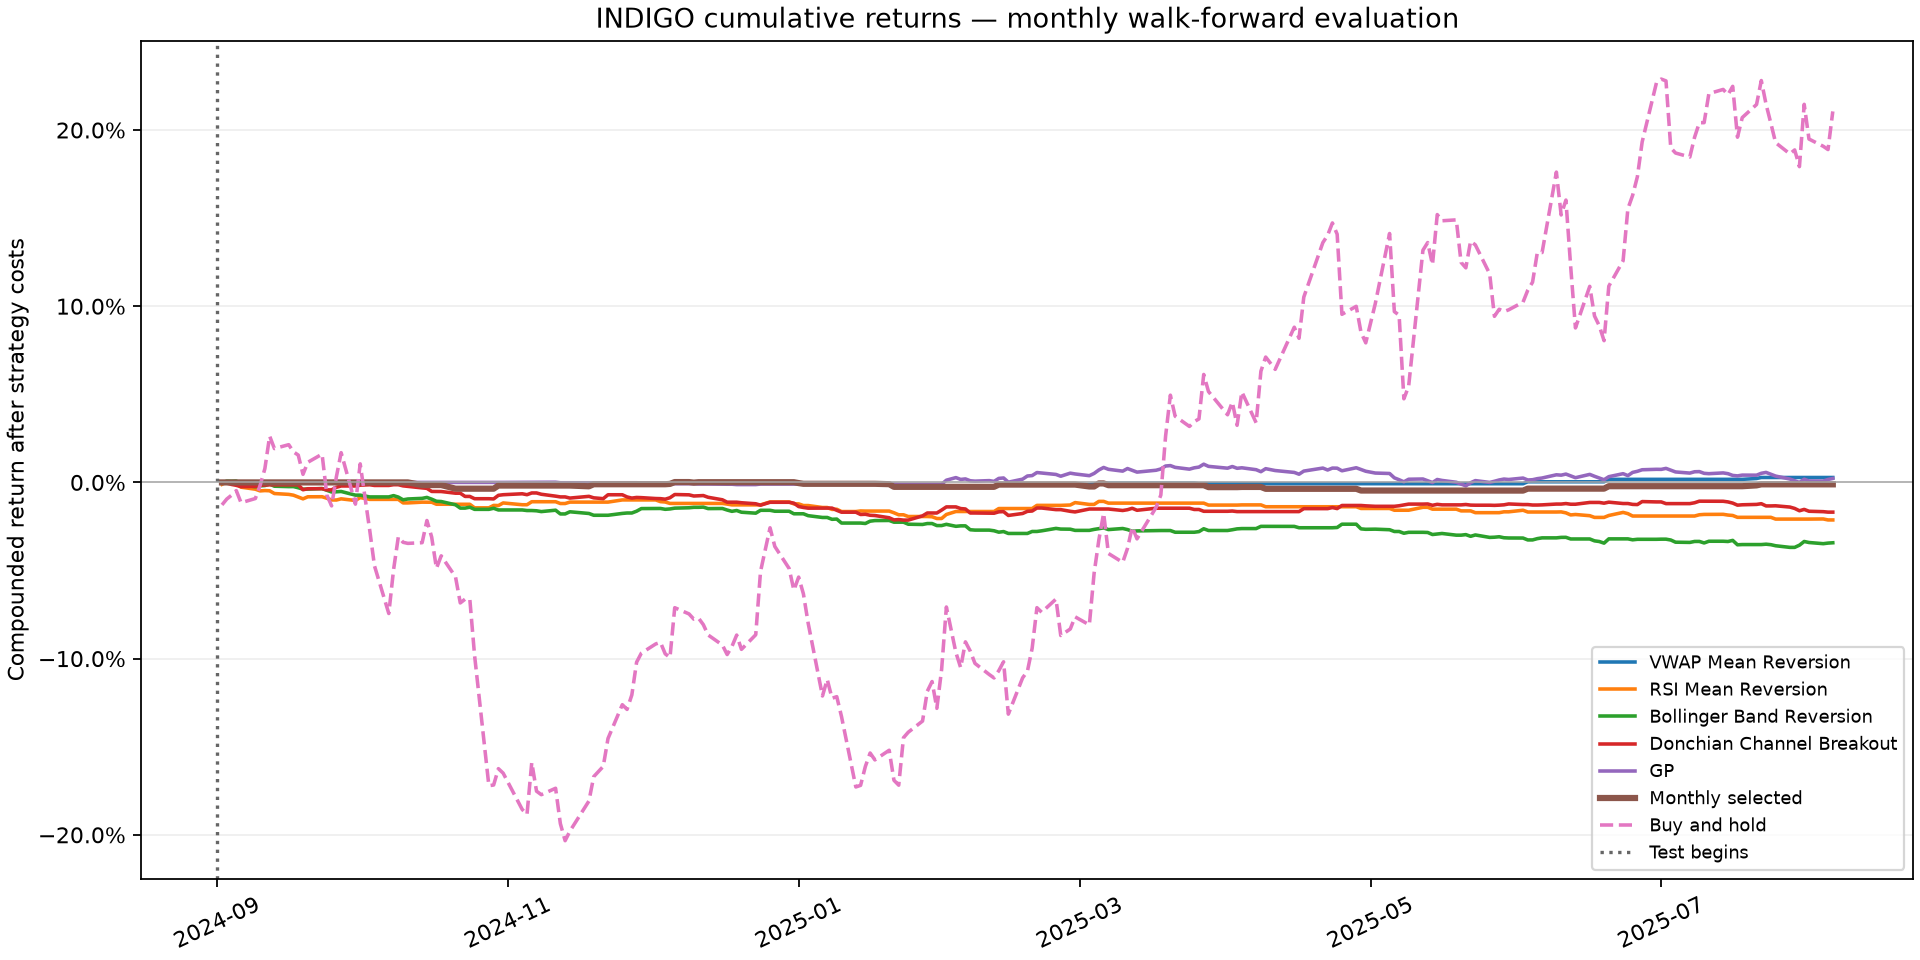 INDIGO cumulative returns — monthly walk-forward evaluation
Compounded return after strategy costs
20.0%
10.0%
0.0%
−10.0%
−20.0%
2024-09
2024-11
2025-01
2025-03
2025-05
2025-07
VWAP Mean Reversion
RSI Mean Reversion
Bollinger Band Reversion
Donchian Channel Breakout
GP
Monthly selected
Buy and hold
Test begins